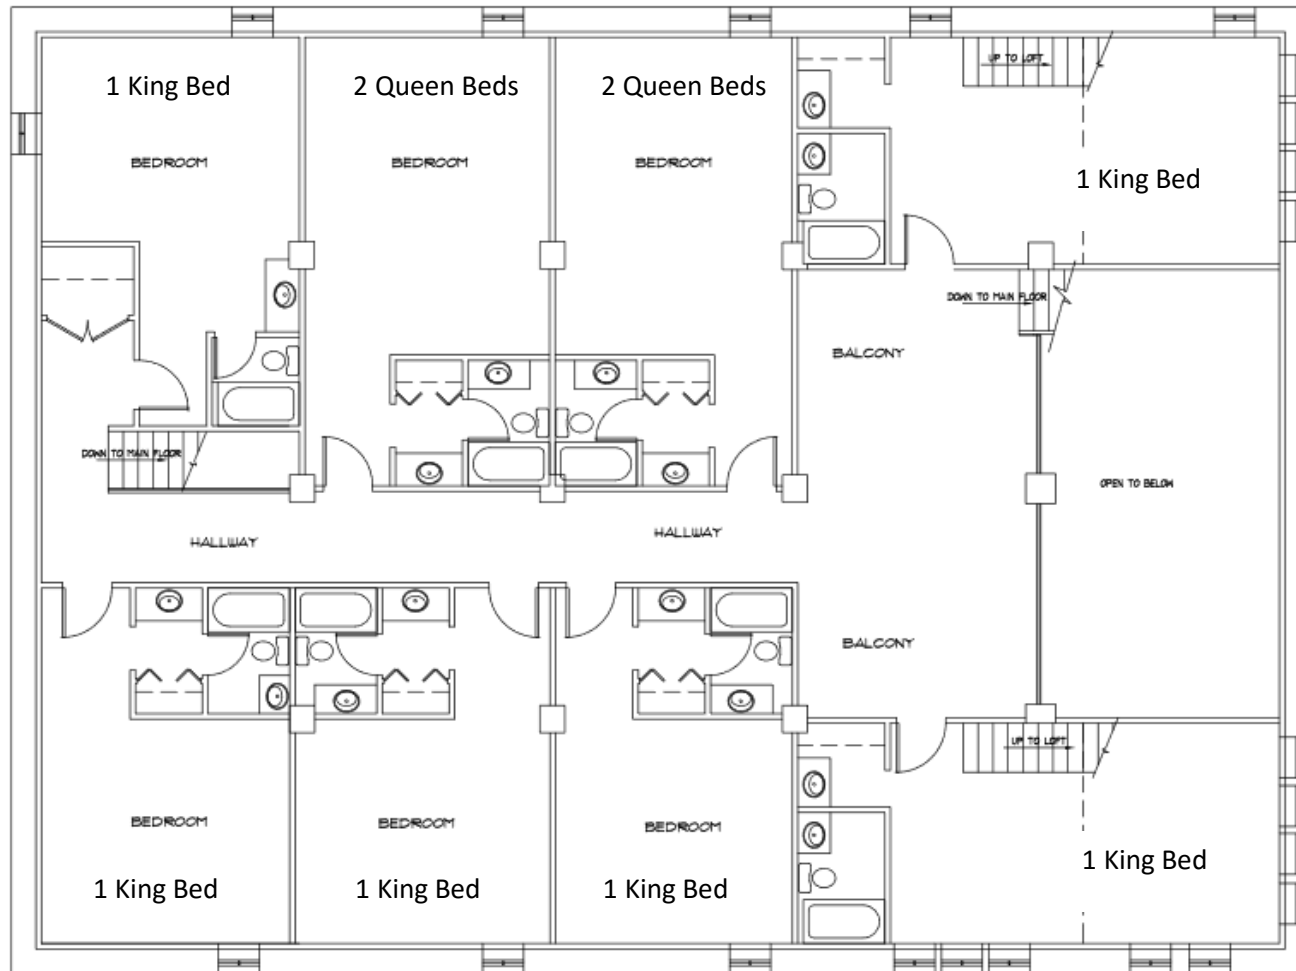 UP TO LOFT
1 King Bed
2 Queen Beds
2 Queen Beds
BEDROOM
BEDROOM
BEDROOM
1 King Bed
DOWN TO MAIN FLOOR
BALCONY
DOWN TO MAIN FLOOR
OPEN TO BELOW
HALLWAY
HALLWAY
BALCONY
UP TO LOFT
BEDROOM
BEDROOM
BEDROOM
1 King Bed
1 King Bed
1 King Bed
1 King Bed